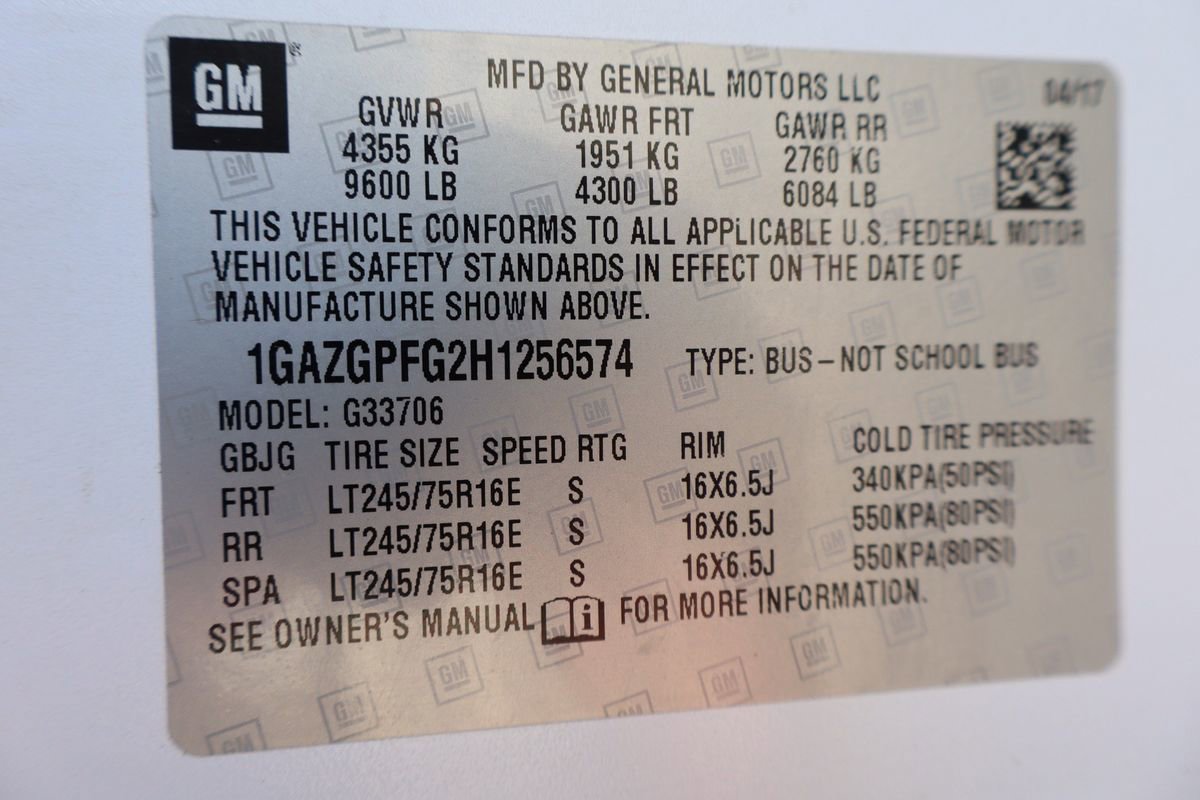 GM
MFD BY GENERAL MOTORS LLC 04/17
GVWR GAWR FRT GAWR RR
4355 KG 1951 KG 2760 KG
9600 LB 4300 LB 6084 LB
THIS VEHICLE CONFORMS TO ALL APPLICABLE U.S. FEDERAL MOTOR
VEHICLE SAFETY STANDARDS IN EFFECT ON THE DATE OF
MANUFACTURE SHOWN ABOVE.
1GAZGPFG2H1256574 TYPE: BUS – NOT SCHOOL BUS
MODEL: G33706
GBJG TIRE SIZE SPEED RTG RIM COLD TIRE PRESSURE
FRT LT245/75R16E S 16X6.5J 340KPA(50PSI)
RR LT245/75R16E S 16X6.5J 550KPA(80PSI)
SPA LT245/75R16E S 16X6.5J 550KPA(80PSI)
SEE OWNER'S MANUAL i FOR MORE INFORMATION.